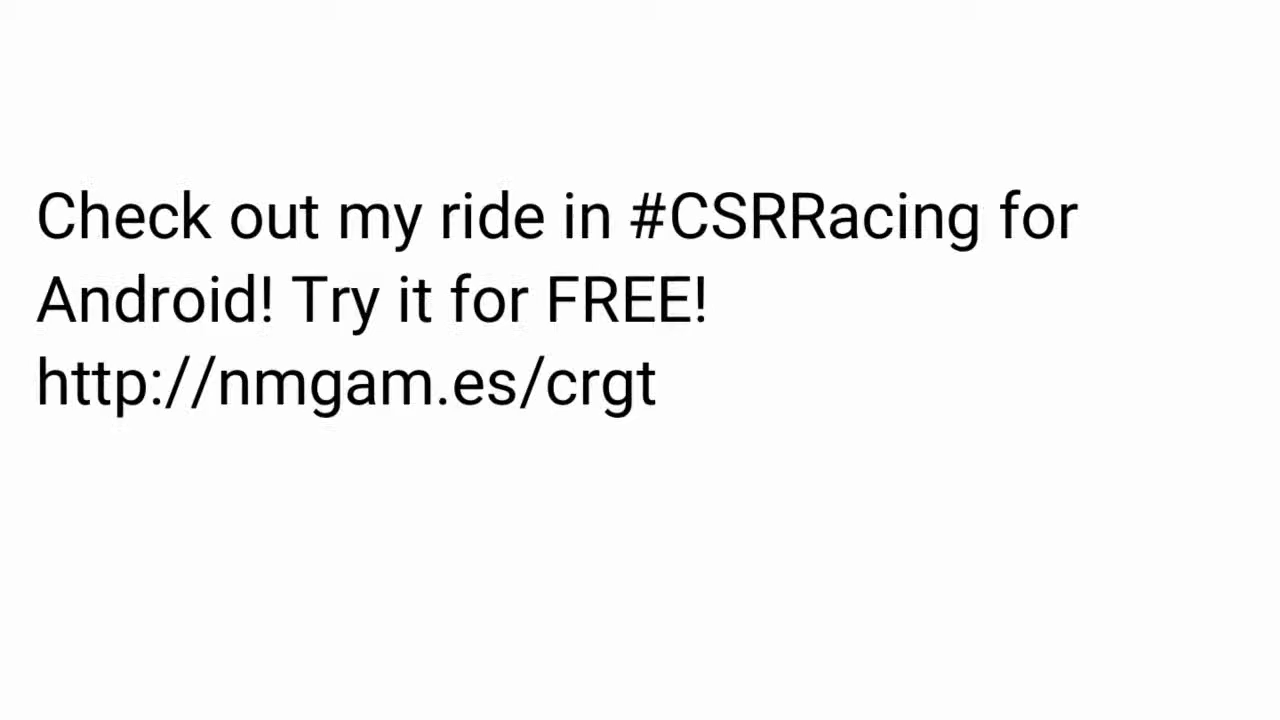 Check out my ride in #CSRRacing for
Android! Try it for FREE!
http://nmgam.es/crgt